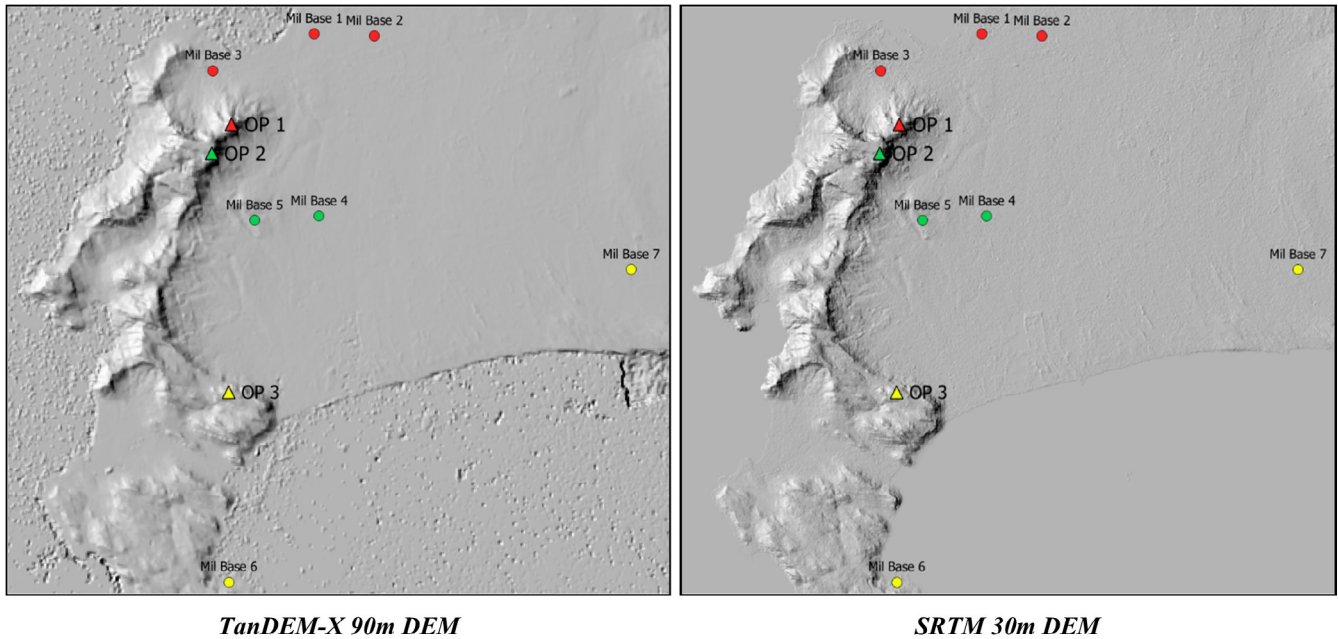 Mil Base 1
Mil Base 2
Mil Base 3
OP 1
OP 2
Mil Base 5
Mil Base 4
Mil Base 7
OP 3
Mil Base 6
TanDEM-X 90m DEM
Mil Base 1
Mil Base 2
Mil Base 3
OP 1
OP 2
Mil Base 5
Mil Base 4
Mil Base 7
OP 3
Mil Base 6
SRTM 30m DEM